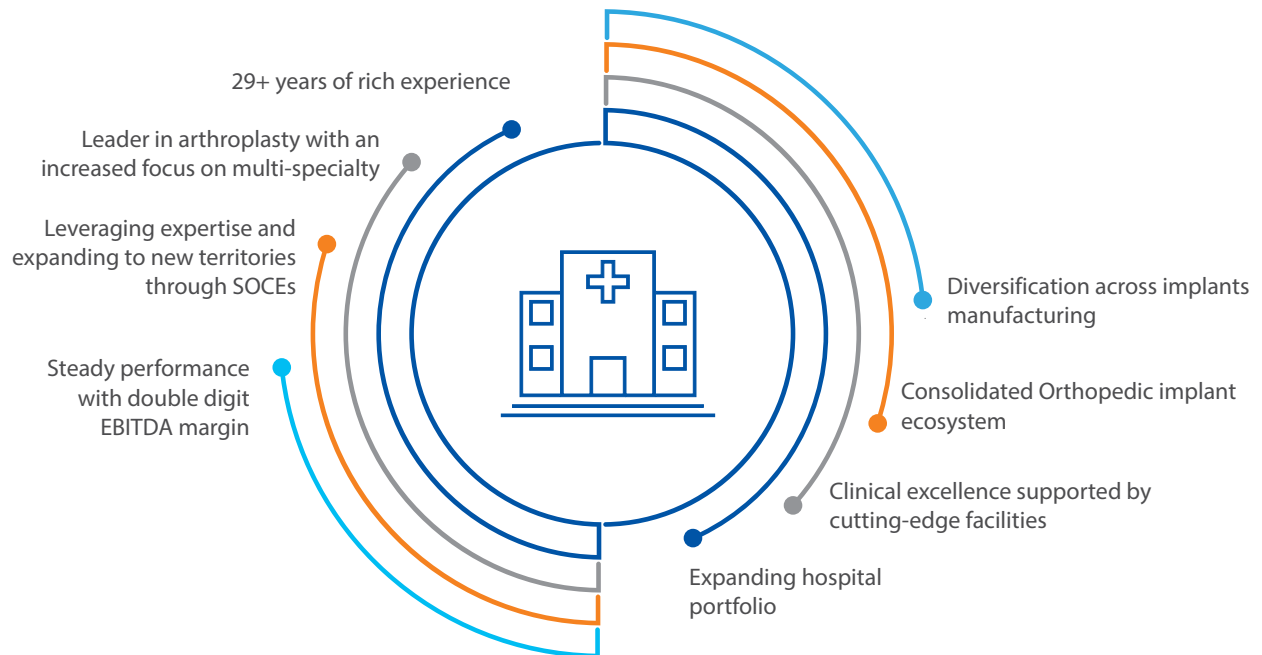 29+ years of rich experience
Leader in arthroplasty with an
increased focus on multi-specialty
Leveraging expertise and
expanding to new territories
through SOCEs
Steady performance
with double digit
EBITDA margin
Diversification across implants
manufacturing
Consolidated Orthopedic implant
ecosystem
Clinical excellence supported by
cutting-edge facilities
Expanding hospital
portfolio